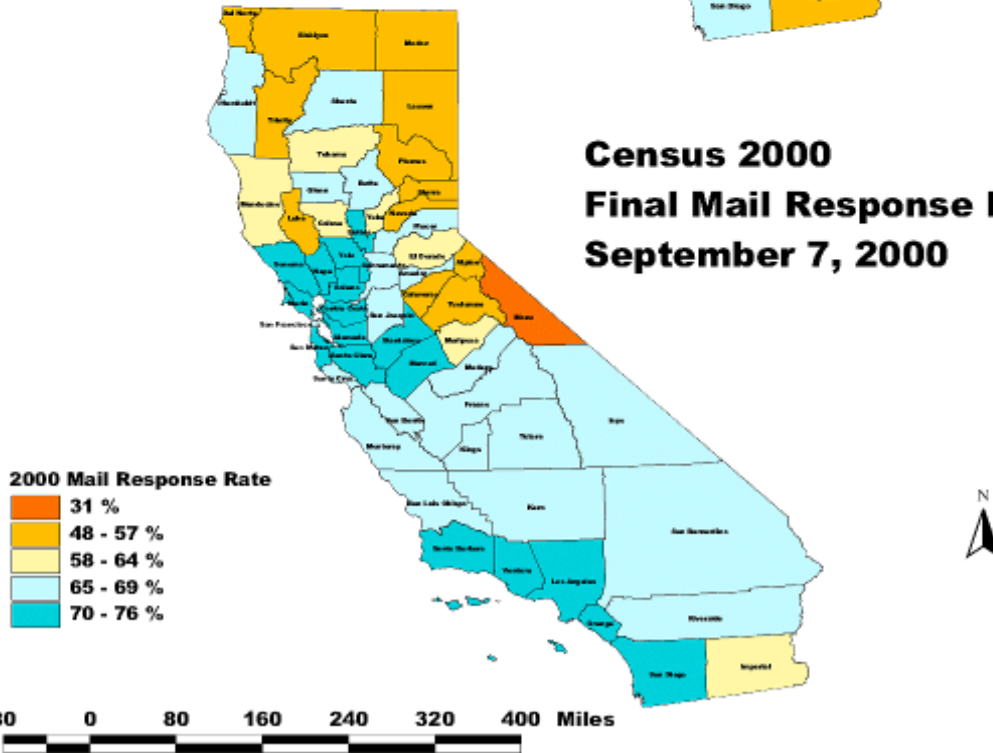 San Diego
Census 2000
Final Mail Response
September 7, 2000
Siskiyou
Modoc
Humboldt
Trinity
Shasta
Lassen
Tehama
Plumas
Mendocino
Glenn
Butte
Sierra
Lake
Colusa
Yuba
Nevada
Placer
El Dorado
Alpine
Sonoma
Napa
Yolo
Sacramento
Amador
Solano
Calaveras
Tuolumne
Mono
Marin
Contra Costa
San Joaquin
San Francisco
Alameda
Stanislaus
Mariposa
Santa Clara
Merced
Madera
Santa Cruz
Fresno
Inyo
San Benito
Monterey
Kings
Tulare
2000 Mail Response Rate
31 %
48 - 57 %
58 - 64 %
65 - 69 %
70 - 76 %
San Luis Obispo
Kern
San Bernardino
N
Santa Barbara
Ventura
Los Angeles
Orange
Riverside
San Diego
Imperial
0 80 160 240 320 400 Miles